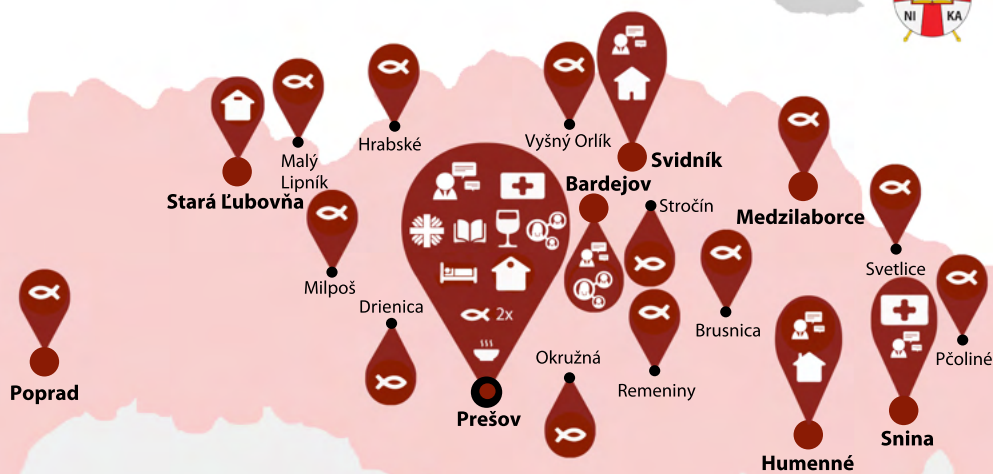 NI KA
Hrabské
Vyšný Orlík
Malý
Lipník
Svidník
Bardejov
Stará Ľubovňa
Stročín
Medzilaborce
Milpoš
Svetlice
Drienica
2x
Brusnica
Okružná
Pčoliné
Remeniny
Poprad
Prešov
Snina
Humenné